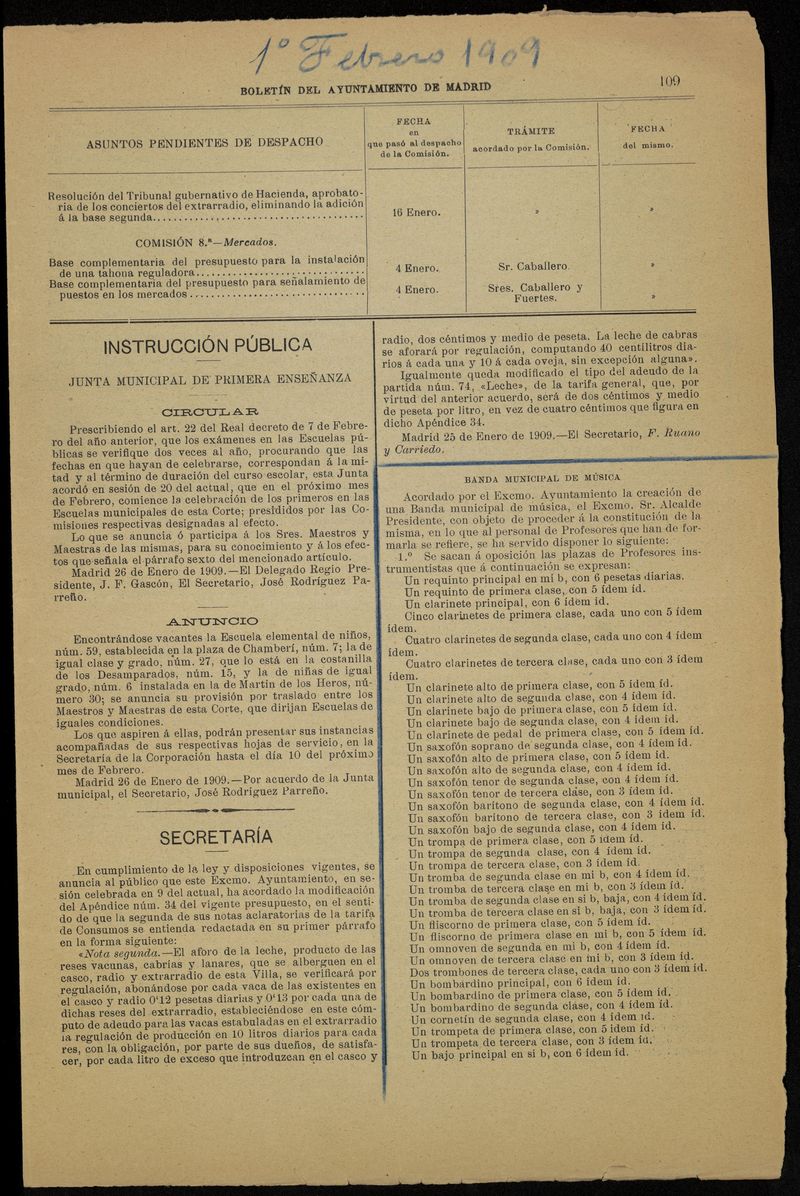 1º Febrero 1909
BOLETÍN DEL AYUNTAMIENTO DE MADRID
109
ASUNTOS PENDIENTES DE DESPACHO
FECHA
en
que pasó al despacho
de la Comisión.
TRÁMITE
acordado por la Comisión.
FECHA
del mismo.
Resolución del Tribunal gubernativo de Hacienda, aprobato-
ria de los conciertos del extrarradio, eliminando la adición
á la base segunda
16 Enero.
»
»
COMISIÓN 8.ª—Mercados.
Base complementaria del presupuesto para la instalación
de una tahona reguladora
4 Enero.
Sr. Caballero
»
Base complementaria del presupuesto para señalamiento de
puestos en los mercados
4 Enero.
Sres. Caballero y
Fuertes.
»
INSTRUCCIÓN PÚBLICA
JUNTA MUNICIPAL DE PRIMERA ENSEÑANZA
CIRCULAR
Prescribiendo el art. 22 del Real decreto de 7 de Febre-
ro del año anterior, que los exámenes en las Escuelas pú-
blicas se verifique dos veces al año, procurando que las
fechas en que hayan de celebrarse, correspondan á la mi-
tad y al término de duración del curso escolar, esta Junta
acordó en sesión de 20 del actual, que en el próximo mes
de Febrero, comience la celebración de los primeros en las
Escuelas municipales de esta Corte; presididos por las Co-
misiones respectivas designadas al efecto.
Lo que se anuncia ó participa á los Sres. Maestros y
Maestras de las mismas, para su conocimiento y á los efec-
tos que señala el párrafo sexto del mencionado artículo.
Madrid 26 de Enero de 1909.—El Delegado Regio Pre-
sidente, J. F. Gascón, El Secretario, José Rodríguez Pa-
rreño.
ANUNCIO
Encontrándose vacantes la Escuela elemental de niños,
núm. 59, establecida en la plaza de Chamberí, núm. 7; la de
igual clase y grado, núm. 27, que lo está en la costanilla
de los Desamparados, núm. 15, y la de niñas de igual
grado, núm. 6 instalada en la de Martín de los Heros, nú-
mero 30; se anuncia su provisión por traslado entre los
Maestros y Maestras de esta Corte, que dirijan Escuelas de
iguales condiciones.
Los que aspiren á ellas, podrán presentar sus instancias
acompañadas de sus respectivas hojas de servicio, en la
Secretaría de la Corporación hasta el día 10 del próximo
mes de Febrero.
Madrid 26 de Enero de 1909.—Por acuerdo de la Junta
municipal, el Secretario, José Rodríguez Parreño.
SECRETARÍA
En cumplimiento de la ley y disposiciones vigentes, se
anuncia al público que este Excmo. Ayuntamiento, en se-
sión celebrada en 9 del actual, ha acordado la modificación
del Apéndice núm. 34 del vigente presupuesto, en el senti-
do de que la segunda de sus notas aclaratorias de la tarifa
de Consumos se entienda redactada en su primer párrafo
en la forma siguiente:
«Nota segunda.—El aforo de la leche, producto de las
reses vacunas, cabrías y lanares, que se alberguen en el
casco, radio y extrarradio de esta Villa, se verificará por
regulación, abonándose por cada vaca de las existentes en
el casco y radio 0'12 pesetas diarias y 0'13 por cada una de
dichas reses del extrarradio, estableciéndose en este cóm-
puto de adeudo para las vacas estabuladas en el extrarradio
la regulación de producción en 10 litros diarios para cada
res, con la obligación, por parte de sus dueños, de satisfa-
cer, por cada litro de exceso que introduzcan en el casco y
radio, dos céntimos y medio de peseta. La leche de cabras
se aforará por regulación, computando 40 centilitros dia-
rios á cada una y 10 á cada oveja, sin excepción alguna».
Igualmente queda modificado el tipo del adeudo de la
partida núm. 74, «Leche», de la tarifa general, que, por
virtud del anterior acuerdo, será de dos céntimos y medio
de peseta por litro, en vez de cuatro céntimos que figura en
dicho Apéndice 34.
Madrid 25 de Enero de 1909.—El Secretario, F. Ruano
y Carriedo.
BANDA MUNICIPAL DE MÚSICA
Acordado por el Excmo. Ayuntamiento la creación de
una Banda municipal de música, el Excmo. Sr. Alcalde
Presidente, con objeto de proceder á la constitución de la
misma, en lo que al personal de Profesores que han de for-
marla se refiere, se ha servido disponer lo siguiente:
1.º Se sacan á oposición las plazas de Profesores ins-
trumentistas que á continuación se expresan:
Un requinto principal en mi b, con 6 pesetas diarias.
Un requinto de primera clase, con 5 ídem íd.
Un clarinete principal, con 6 ídem íd.
Cinco clarinetes de primera clase, cada uno con 5 ídem
ídem.
Cuatro clarinetes de segunda clase, cada uno con 4 ídem
ídem.
Cuatro clarinetes de tercera clase, cada uno con 3 ídem
ídem.
Un clarinete alto de primera clase, con 5 ídem íd.
Un clarinete alto de segunda clase, con 4 ídem íd.
Un clarinete bajo de primera clase, con 5 ídem íd.
Un clarinete bajo de segunda clase, con 4 ídem íd.
Un clarinete de pedal de primera clase, con 5 ídem íd.
Un saxofón soprano de segunda clase, con 4 ídem íd.
Un saxofón alto de primera clase, con 5 ídem íd.
Un saxofón alto de segunda clase, con 4 ídem íd.
Un saxofón tenor de segunda clase, con 4 ídem íd.
Un saxofón tenor de tercera clase, con 3 ídem íd.
Un saxofón barítono de segunda clase, con 4 ídem íd.
Un saxofón barítono de tercera clase, con 3 ídem íd.
Un saxofón bajo de segunda clase, con 4 ídem íd.
Un trompa de primera clase, con 5 ídem íd.
Un trompa de segunda clase, con 4 ídem íd.
Un trompa de tercera clase, con 3 ídem íd.
Un tromba de segunda clase en mi b, con 4 ídem íd.
Un tromba de tercera clase en mi b, con 3 ídem íd.
Un tromba de segunda clase en si b, baja, con 4 ídem íd.
Un tromba de tercera clase en si b, baja, con 3 ídem íd.
Un fliscorno de primera clase, con 5 ídem íd.
Un fliscorno de primera clase en mi b, con 5 ídem íd.
Un omnoven de segunda en mi b, con 4 ídem íd.
Un omnoven de tercera clase en mi b, con 3 ídem íd.
Dos trombones de tercera clase, cada uno con 3 ídem íd.
Un bombardino principal, con 6 ídem íd.
Un bombardino de primera clase, con 5 ídem íd.
Un bombardino de segunda clase, con 4 ídem íd.
Un cornetín de segunda clase, con 4 ídem íd.
Un trompeta de primera clase, con 5 ídem íd.
Un trompeta de tercera clase, con 3 ídem íd.
Un bajo principal en si b, con 6 ídem íd.